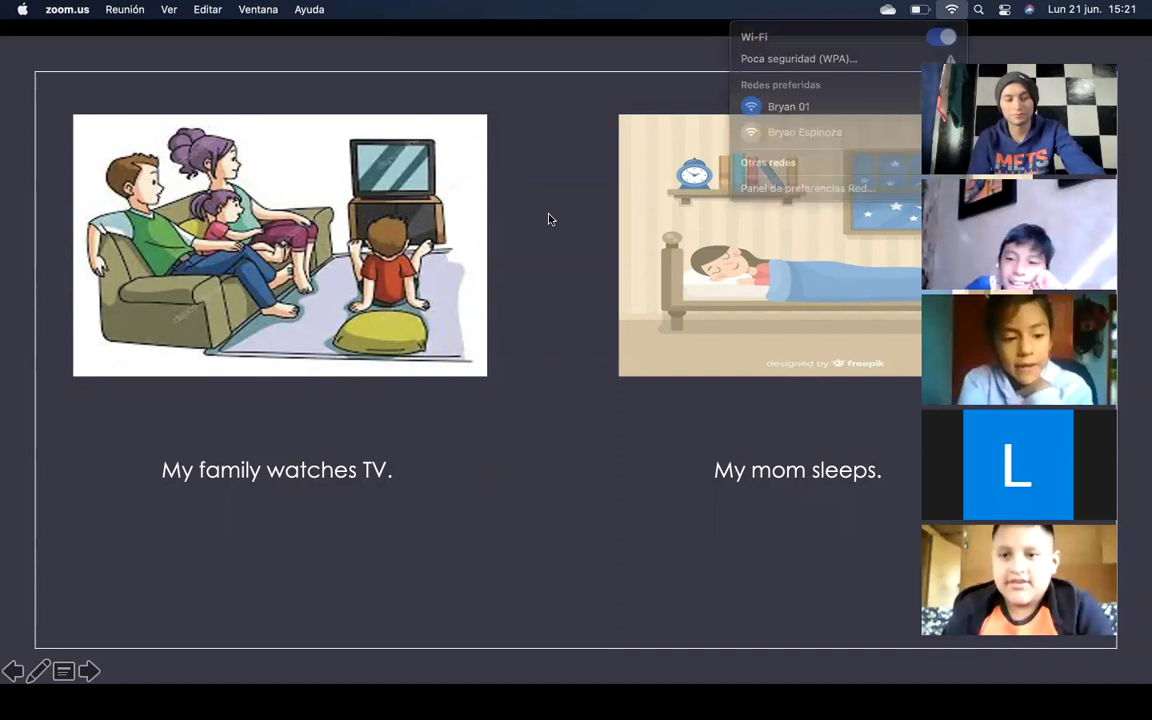 zoom.us Reunión Ver Editar Ventana Ayuda Lun 21 jun. 15:21
Wi-Fi
Poca seguridad (WPA)...
Redes preferidas
Bryan 01
Bryan Espinoza
Otras redes
Panel de preferencias Red...
METS
designed by freepik
My family watches TV.
My mom sleeps.
L